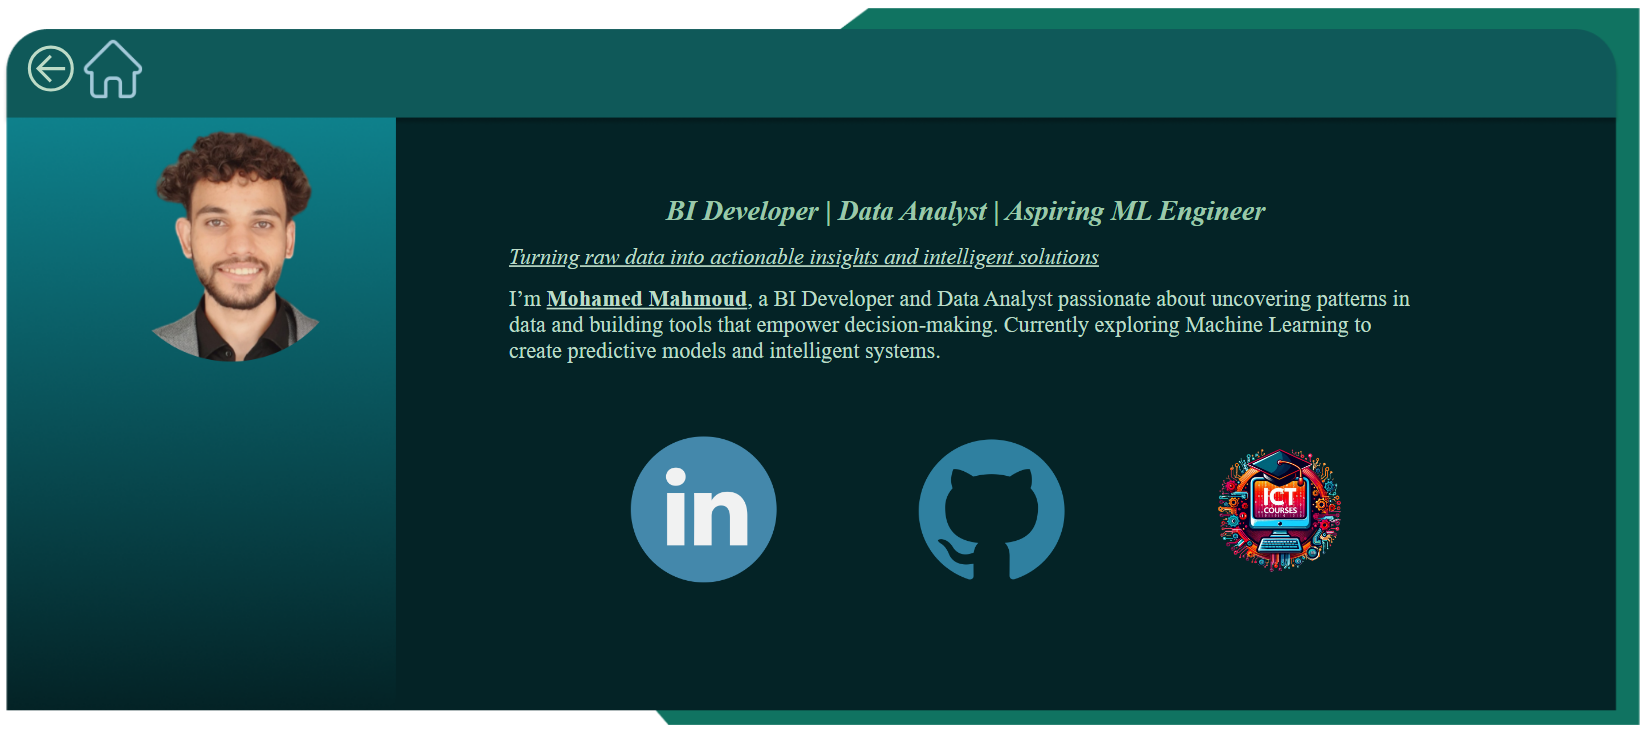 BI Developer | Data Analyst | Aspiring ML Engineer
Turning raw data into actionable insights and intelligent solutions
I’m Mohamed Mahmoud, a BI Developer and Data Analyst passionate about uncovering patterns in
data and building tools that empower decision-making. Currently exploring Machine Learning to
create predictive models and intelligent systems.
in
ICT
COURSES